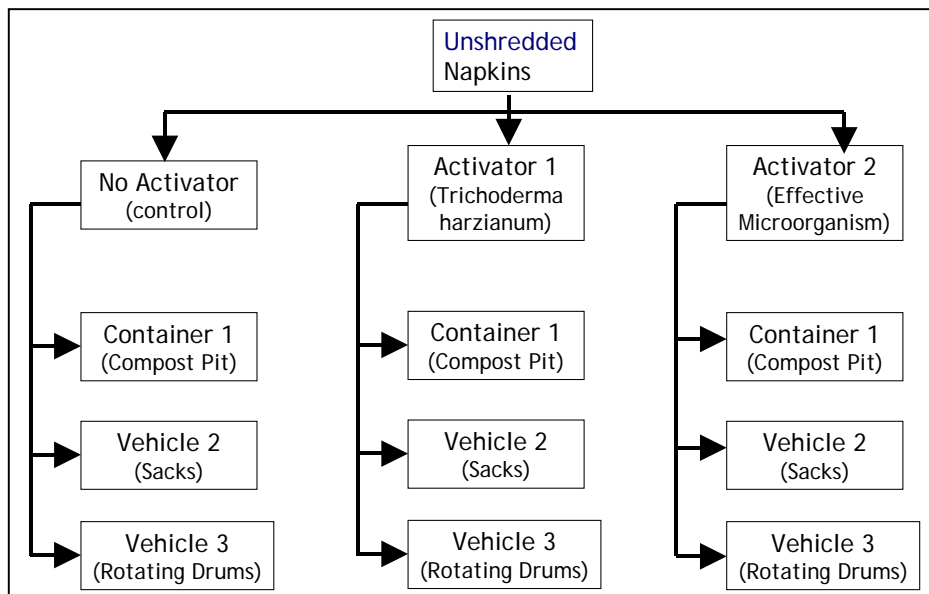 Unshredded
Napkins
No Activator
(control)
Activator 1
(Trichoderma
harzianum)
Activator 2
(Effective
Microorganism)
Container 1
(Compost Pit)
Container 1
(Compost Pit)
Container 1
(Compost Pit)
Vehicle 2
(Sacks)
Vehicle 2
(Sacks)
Vehicle 2
(Sacks)
Vehicle 3
(Rotating Drums)
Vehicle 3
(Rotating Drums)
Vehicle 3
(Rotating Drums)